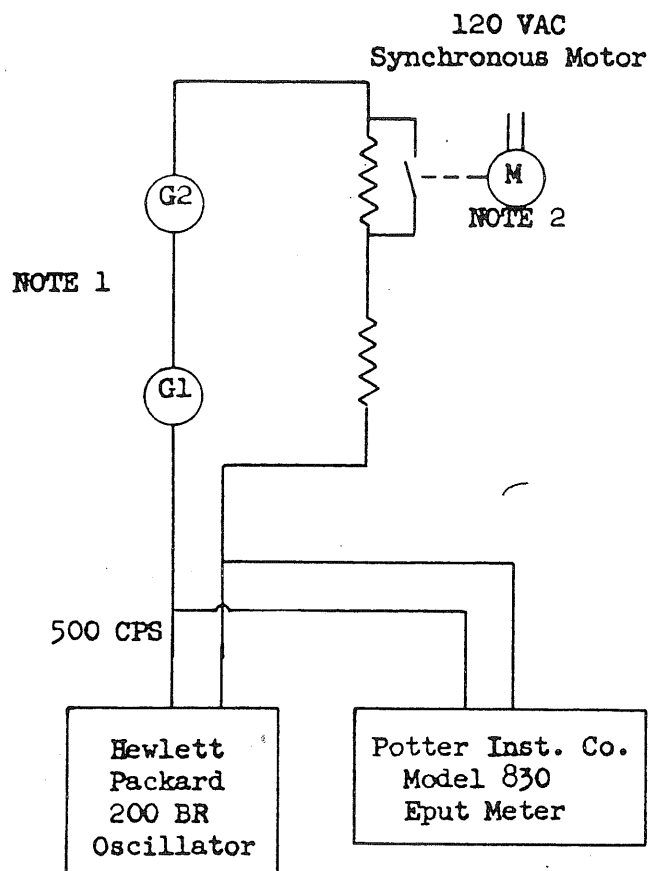 120 VAC
Synchronous Motor
G2
M
NOTE 2
NOTE 1
G1
500 CPS
Hewlett
Packard
200 BR
Oscillator
Potter Inst. Co.
Model 830
Eput Meter